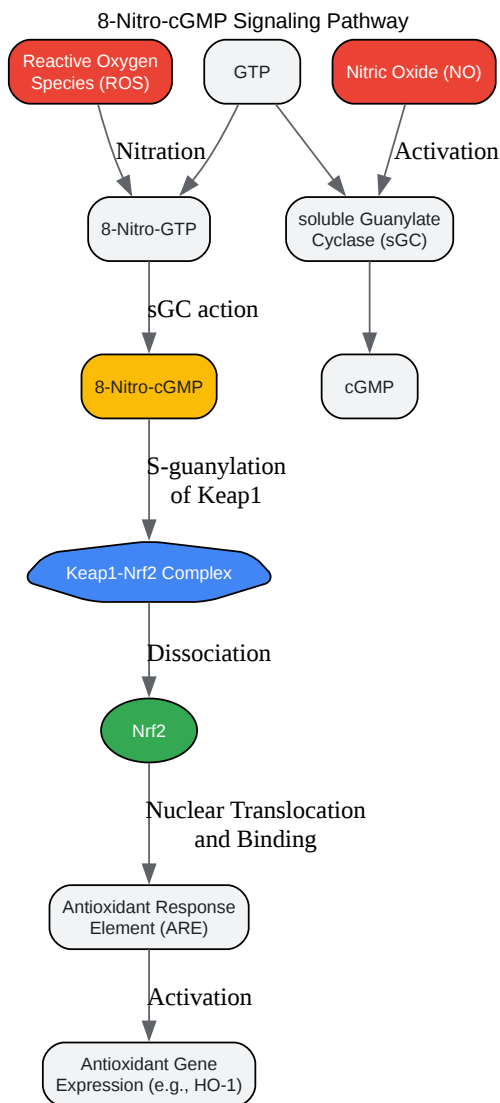 8-Nitro-cGMP Signaling Pathway
Reactive Oxygen
Species (ROS)
GTP
Nitric Oxide (NO)
Nitration
Activation
8-Nitro-GTP
soluble Guanylate
Cyclase (sGC)
sGC action
8-Nitro-cGMP
cGMP
S-guanylation
of Keap1
Keap1-Nrf2 Complex
Dissociation
Nrf2
Nuclear Translocation
and Binding
Antioxidant Response
Element (ARE)
Activation
Antioxidant Gene
Expression (e.g., HO-1)